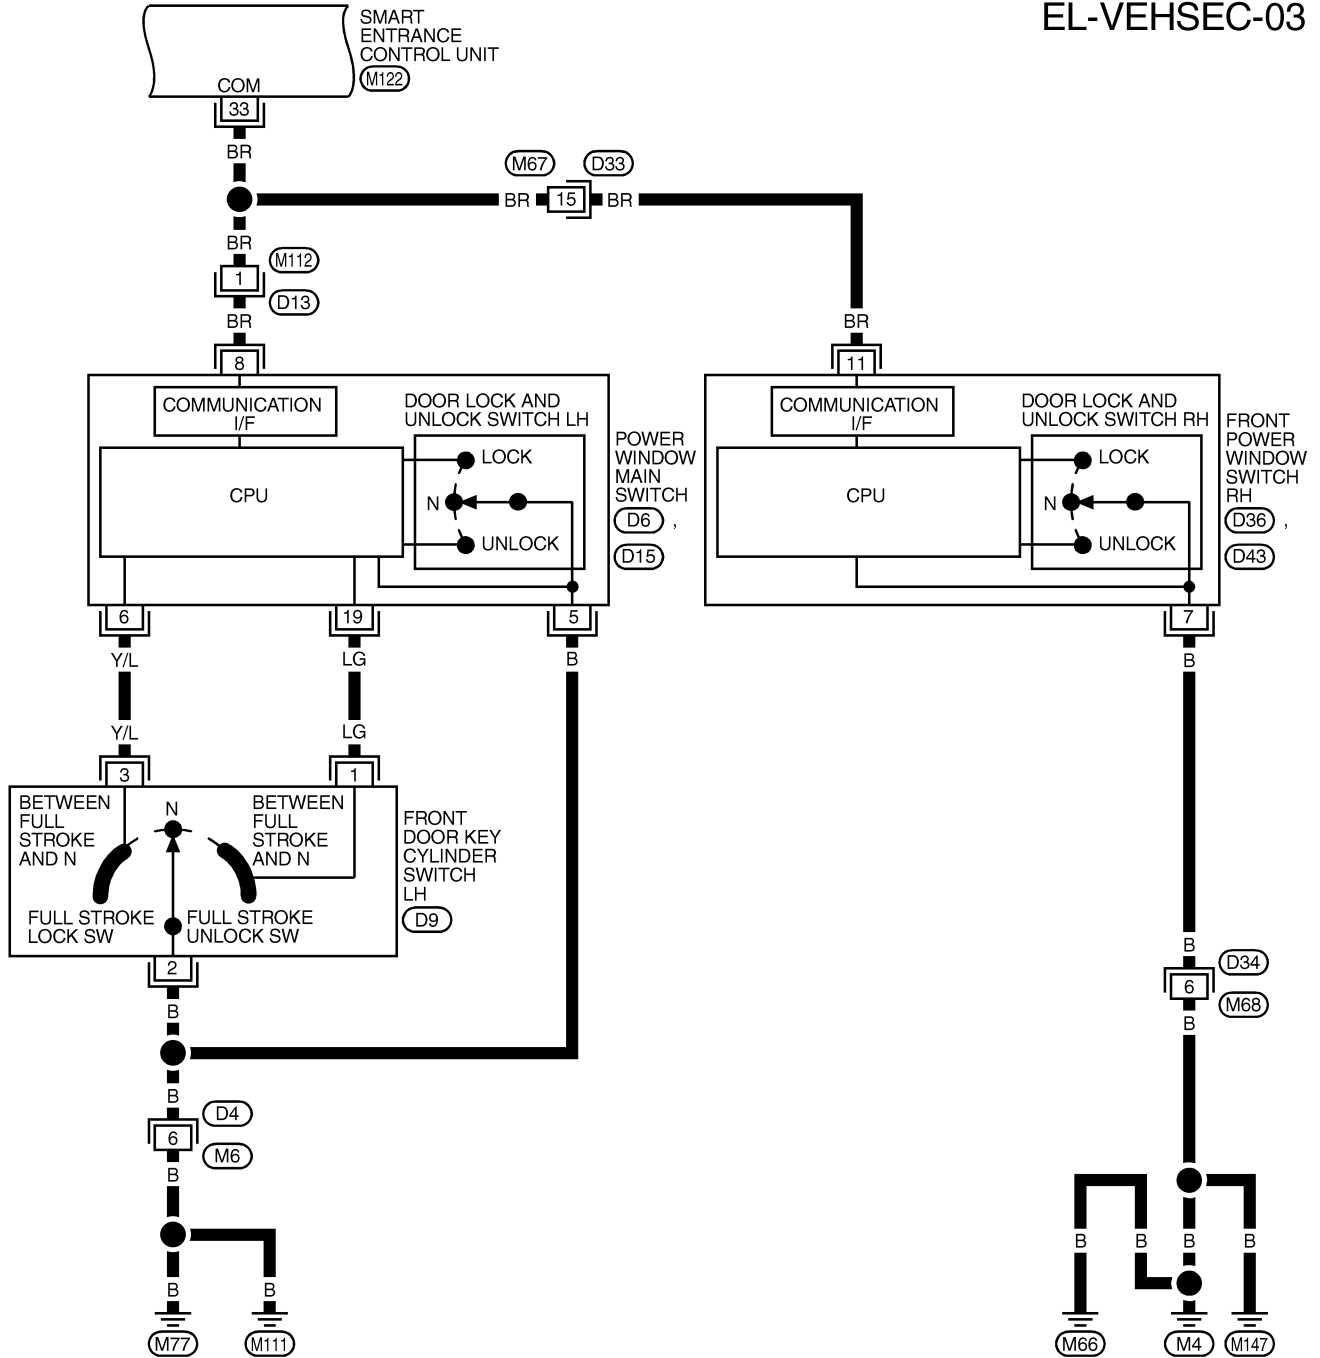 EL-VEHSEC-03
SMART
ENTRANCE
CONTROL UNIT
M122
COM
33
BR
M67
D33
BR
15
BR
BR
M112
1
D13
BR
BR
8
11
COMMUNICATION
I/F
DOOR LOCK AND
UNLOCK SWITCH LH
LOCK
CPU
N
UNLOCK
POWER
WINDOW
MAIN
SWITCH
D6 ,
D15
COMMUNICATION
I/F
DOOR LOCK AND
UNLOCK SWITCH RH
LOCK
CPU
N
UNLOCK
FRONT
POWER
WINDOW
SWITCH
RH
D36 ,
D43
6
19
5
7
Y/L
LG
B
B
Y/L
LG
3
1
BETWEEN
FULL
STROKE
AND N
N
BETWEEN
FULL
STROKE
AND N
FULL STROKE
LOCK SW
FULL STROKE
UNLOCK SW
FRONT
DOOR KEY
CYLINDER
SWITCH
LH
D9
2
B
B
D4
6
M6
B
B
B
M77
M111
B
D34
6
M68
B
B
B
B
B
M66
M4
M147